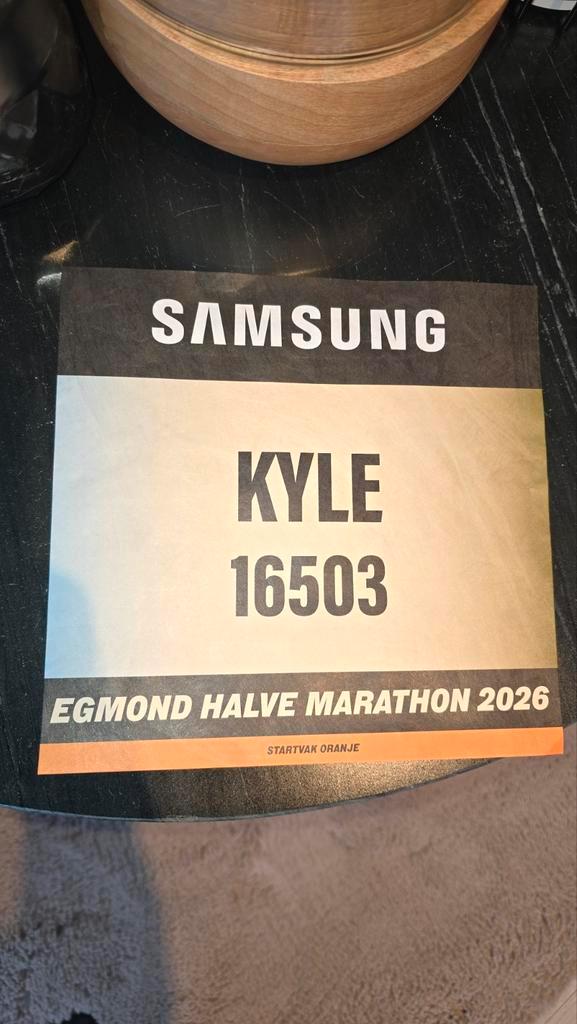 SAMSUNG
KYLE
16503
EGMOND HALVE MARATHON 2026
STARTVAK ORANJE